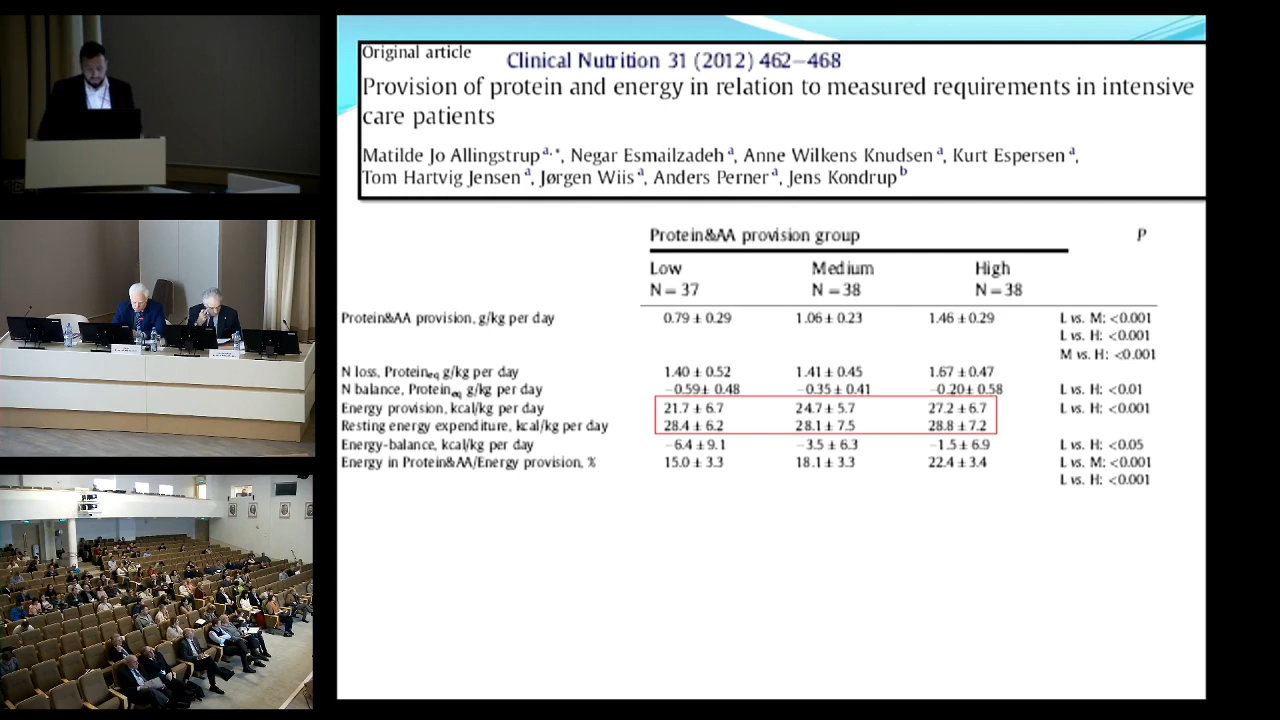 Original article
Clinical Nutrition 31 (2012) 462–468
Provision of protein and energy in relation to measured requirements in intensive
care patients
Matilde Jo Allingstrup a,*, Negar Esmailzadeh a, Anne Wilkens Knudsen a, Kurt Espersen a,
Tom Hartvig Jensen a, Jørgen Wiis a, Anders Perner a, Jens Kondrup b
Protein&AA provision group P
Low Medium High
N = 37 N = 38 N = 38
Protein&AA provision, g/kg per day 0.79 ± 0.29 1.06 ± 0.23 1.46 ± 0.29 L vs. M: <0.001
L vs. H: <0.001
M vs. H: <0.001
N loss, Protein eq g/kg per day 1.40 ± 0.52 1.41 ± 0.45 1.67 ± 0.47
N balance, Protein eq g/kg per day −0.59 ± 0.48 −0.35 ± 0.41 −0.20 ± 0.58 L vs. H: <0.01
Energy provision, kcal/kg per day 21.7 ± 6.7 24.7 ± 5.7 27.2 ± 6.7 L vs. H: <0.001
Resting energy expenditure, kcal/kg per day 28.4 ± 6.2 28.1 ± 7.5 28.8 ± 7.2
Energy-balance, kcal/kg per day −6.4 ± 9.1 −3.5 ± 6.3 −1.5 ± 6.9 L vs. H: <0.05
Energy in Protein&AA/Energy provision, % 15.0 ± 3.3 18.1 ± 3.3 22.4 ± 3.4 L vs. M: <0.001
L vs. H: <0.001